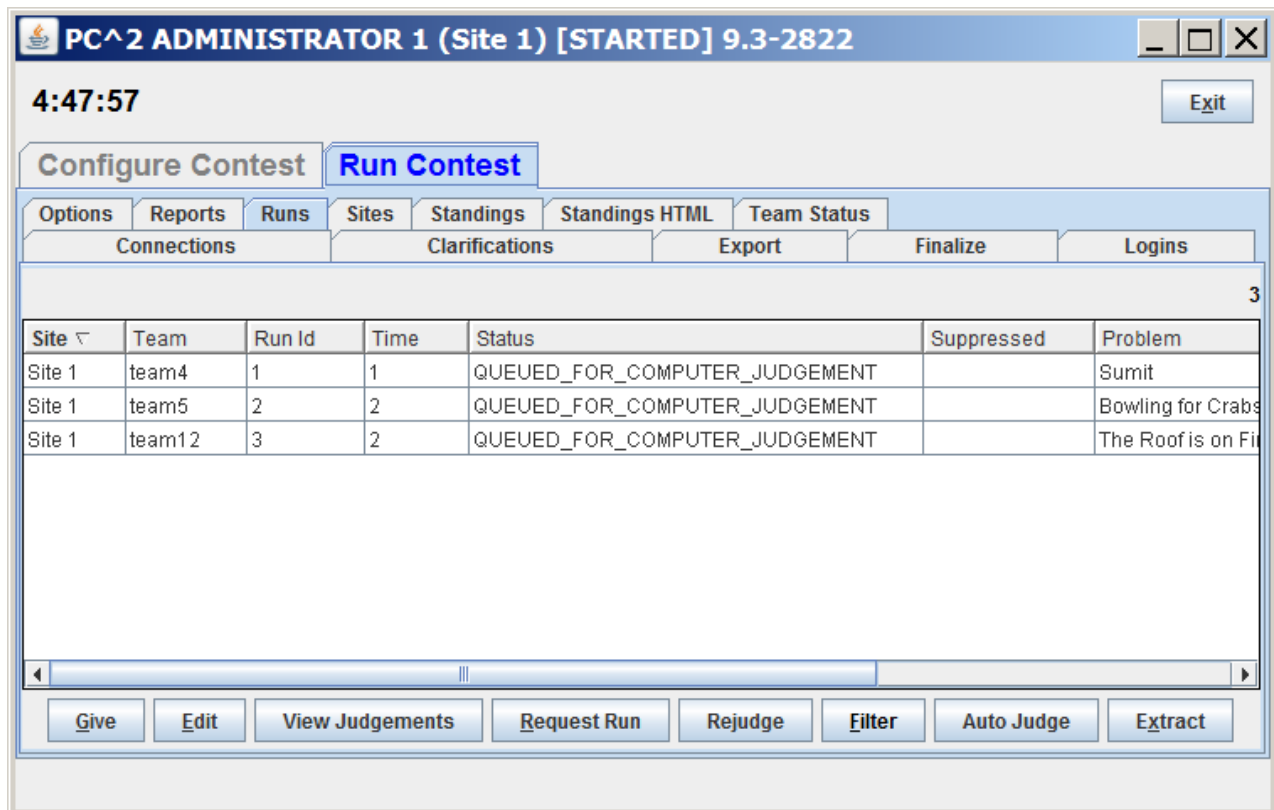 PC^2 ADMINISTRATOR 1 (Site 1) [STARTED] 9.3-2822
4:47:57 Exit
Configure Contest Run Contest
Options Reports Runs Sites Standings Standings HTML Team Status
Connections Clarifications Export Finalize Logins
3
Site Team Run Id Time Status Suppressed Problem
Site 1 team4 1 1 QUEUED_FOR_COMPUTER_JUDGEMENT Sumit
Site 1 team5 2 2 QUEUED_FOR_COMPUTER_JUDGEMENT Bowling for Crabs
Site 1 team12 3 2 QUEUED_FOR_COMPUTER_JUDGEMENT The Roof is on Fi
Give Edit View Judgements Request Run Rejudge Filter Auto Judge Extract